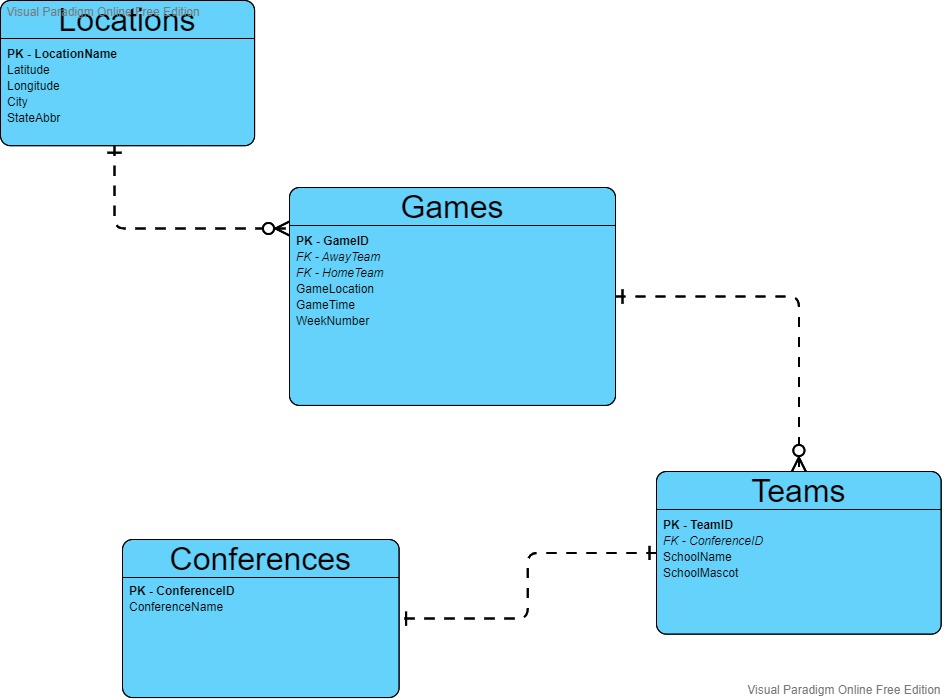 Visual Paradigm Online Free Edition
Locations
PK - LocationName
Latitude
Longitude
City
StateAbbr
Games
PK - GameID
FK - AwayTeam
FK - HomeTeam
GameLocation
GameTime
WeekNumber
Teams
PK - TeamID
FK - ConferenceID
SchoolName
SchoolMascot
Conferences
PK - ConferenceID
ConferenceName
Visual Paradigm Online Free Edition